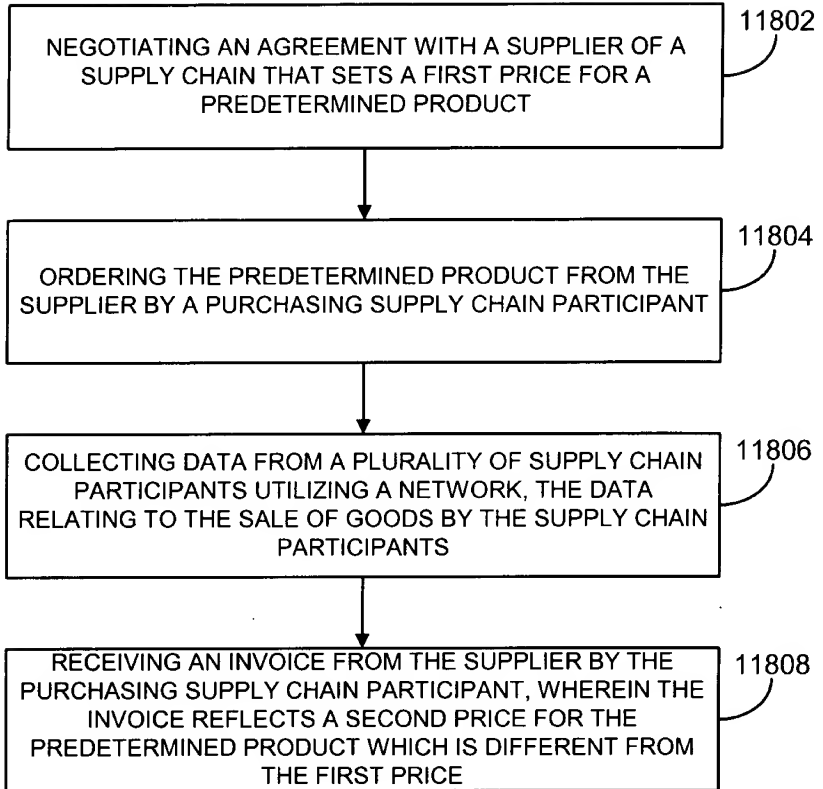 11802
NEGOTIATING AN AGREEMENT WITH A SUPPLIER OF A
SUPPLY CHAIN THAT SETS A FIRST PRICE FOR A
PREDETERMINED PRODUCT
11804
ORDERING THE PREDETERMINED PRODUCT FROM THE
SUPPLIER BY A PURCHASING SUPPLY CHAIN PARTICIPANT
11806
COLLECTING DATA FROM A PLURALITY OF SUPPLY CHAIN
PARTICIPANTS UTILIZING A NETWORK, THE DATA
RELATING TO THE SALE OF GOODS BY THE SUPPLY CHAIN
PARTICIPANTS
11808
RECEIVING AN INVOICE FROM THE SUPPLIER BY THE
PURCHASING SUPPLY CHAIN PARTICIPANT, WHEREIN THE
INVOICE REFLECTS A SECOND PRICE FOR THE
PREDETERMINED PRODUCT WHICH IS DIFFERENT FROM
THE FIRST PRICE